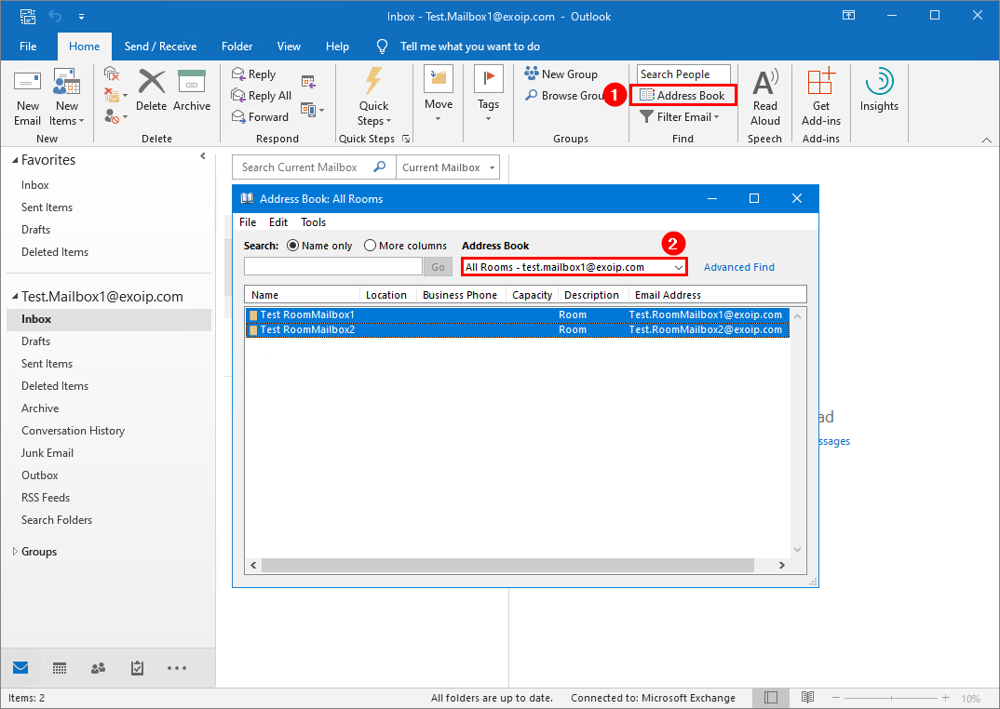 Inbox - Test.Mailbox1@exoip.com - Outlook
File Home Send / Receive Folder View Help Tell me what you want to do
New Email
New Items
New
Delete
Archive
Delete
Reply
Reply All
Forward
Respond
Quick Steps
Quick Steps
Move
Tags
New Group
Browse Grou
Groups
1
Search People
Address Book
Filter Email
Find
Read Aloud
Speech
Get Add-ins
Add-ins
Insights
Favorites
Inbox
Sent Items
Drafts
Deleted Items
Test.Mailbox1@exoip.com
Inbox
Drafts
Sent Items
Deleted Items
Archive
Conversation History
Junk Email
Outbox
RSS Feeds
Search Folders
Groups
Search Current Mailbox Current Mailbox
Address Book: All Rooms
File Edit Tools
Search: Name only More columns Address Book 2
Go All Rooms - test.mailbox1@exoip.com Advanced Find
Name Location Business Phone Capacity Description Email Address
Test RoomMailbox1 Room Test.RoomMailbox1@exoip.com
Test RoomMailbox2 Room Test.RoomMailbox2@exoip.com
ad
ssages
Items: 2 All folders are up to date. Connected to: Microsoft Exchange 10%